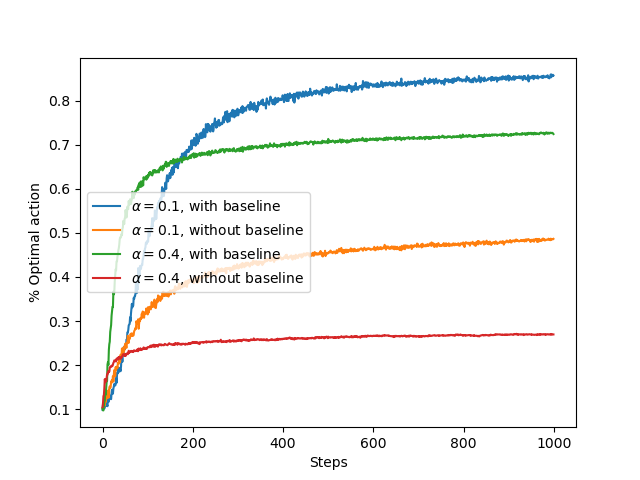 0.8
0.7
0.6
0.5
0.4
0.3
0.2
0.1
% Optimal action
α = 0.1, with baseline
α = 0.1, without baseline
α = 0.4, with baseline
α = 0.4, without baseline
0 200 400 600 800 1000
Steps